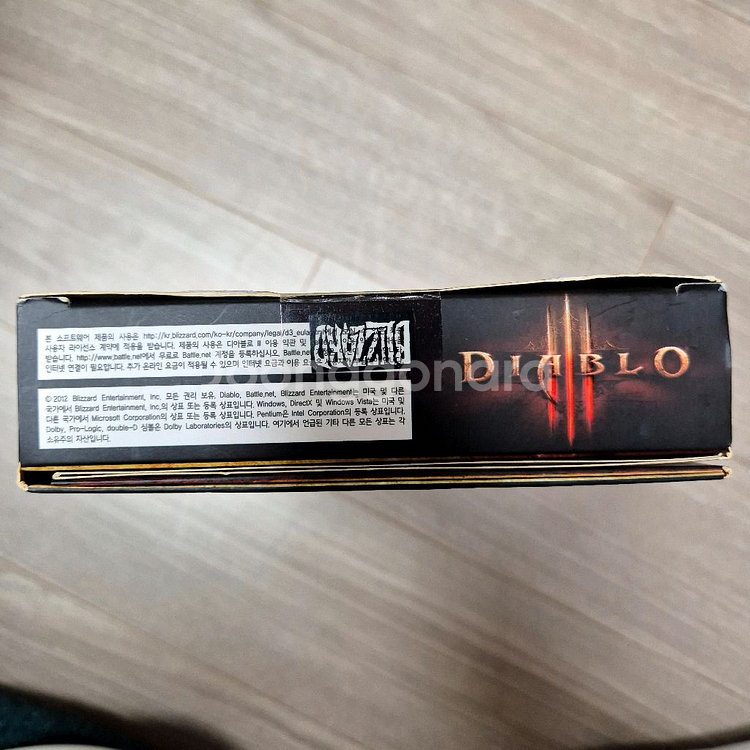 본 소프트웨어 제품의 사용은 http://kr.blizzard.com/ko-kr/company/legal/d3_eula
사용자 라이선스 계약에 적용을 받습니다. 제품의 사용은 디아블로 III 이용 약관 및
받습니다. http://www.battle.net에서 무료로 Battle.net 계정을 등록하십시오. Battle.net
인터넷 연결이 필요합니다. 추가 온라인 요금이 적용될 수 있으며 인터넷 요금과 이용 요
© 2012 Blizzard Entertainment, Inc. 모든 권리 보유. Diablo, Battle.net, Blizzard Entertainment는 미국 및 다른
국가에서 Blizzard Entertainment, Inc.의 상표 또는 등록 상표입니다. Windows, DirectX 및 Windows Vista는 미국 및
다른 국가에서 Microsoft Corporation의 상표 또는 등록 상표입니다. Pentium은 Intel Corporation의 등록 상표입니다.
Dolby, Pro-Logic, double-D 심볼은 Dolby Laboratories의 상표입니다. 여기에서 언급된 기타 다른 모든 상표는 각
소유주의 자산입니다.
DIABLO